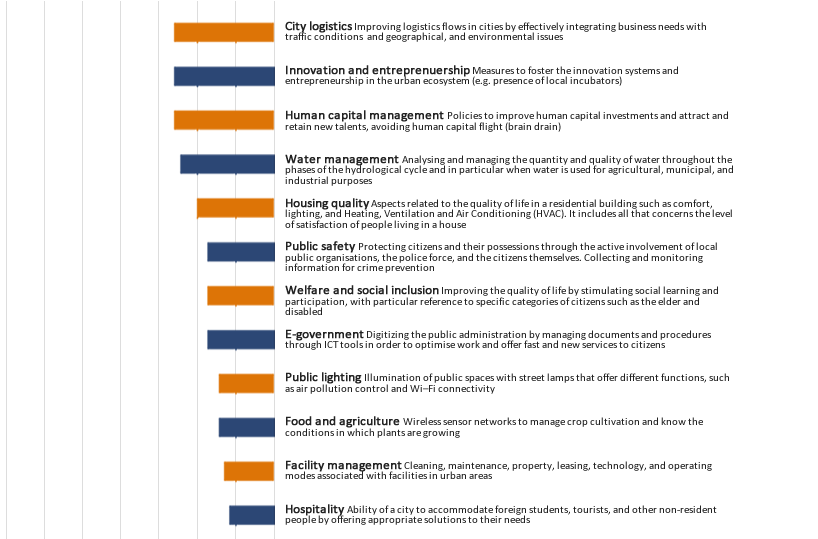 City logistics Improving logistics flows in cities by effectively integrating business needs with
traffic conditions and geographical, and environmental issues
Innovation and entreprenuership Measures to foster the innovation systems and
entrepreneurship in the urban ecosystem (e.g. presence of local incubators)
Human capital management Policies to improve human capital investments and attract and
retain new talents, avoiding human capital flight (brain drain)
Water management Analysing and managing the quantity and quality of water throughout the
phases of the hydrological cycle and in particular when water is used for agricultural, municipal, and
industrial purposes
Housing quality Aspects related to the quality of life in a residential building such as comfort,
lighting, and Heating, Ventilation and Air Conditioning (HVAC). It includes all that concerns the level
of satisfaction of people living in a house
Public safety Protecting citizens and their possessions through the active involvement of local
public organisations, the police force, and the citizens themselves. Collecting and monitoring
information for crime prevention
Welfare and social inclusion Improving the quality of life by stimulating social learning and
participation, with particular reference to specific categories of citizens such as the elder and
disabled
E-government Digitizing the public administration by managing documents and procedures
through ICT tools in order to optimise work and offer fast and new services to citizens
Public lighting Illumination of public spaces with street lamps that offer different functions, such
as air pollution control and Wi–Fi connectivity
Food and agriculture Wireless sensor networks to manage crop cultivation and know the
conditions in which plants are growing
Facility management Cleaning, maintenance, property, leasing, technology, and operating
modes associated with facilities in urban areas
Hospitality Ability of a city to accommodate foreign students, tourists, and other non-resident
people by offering appropriate solutions to their needs